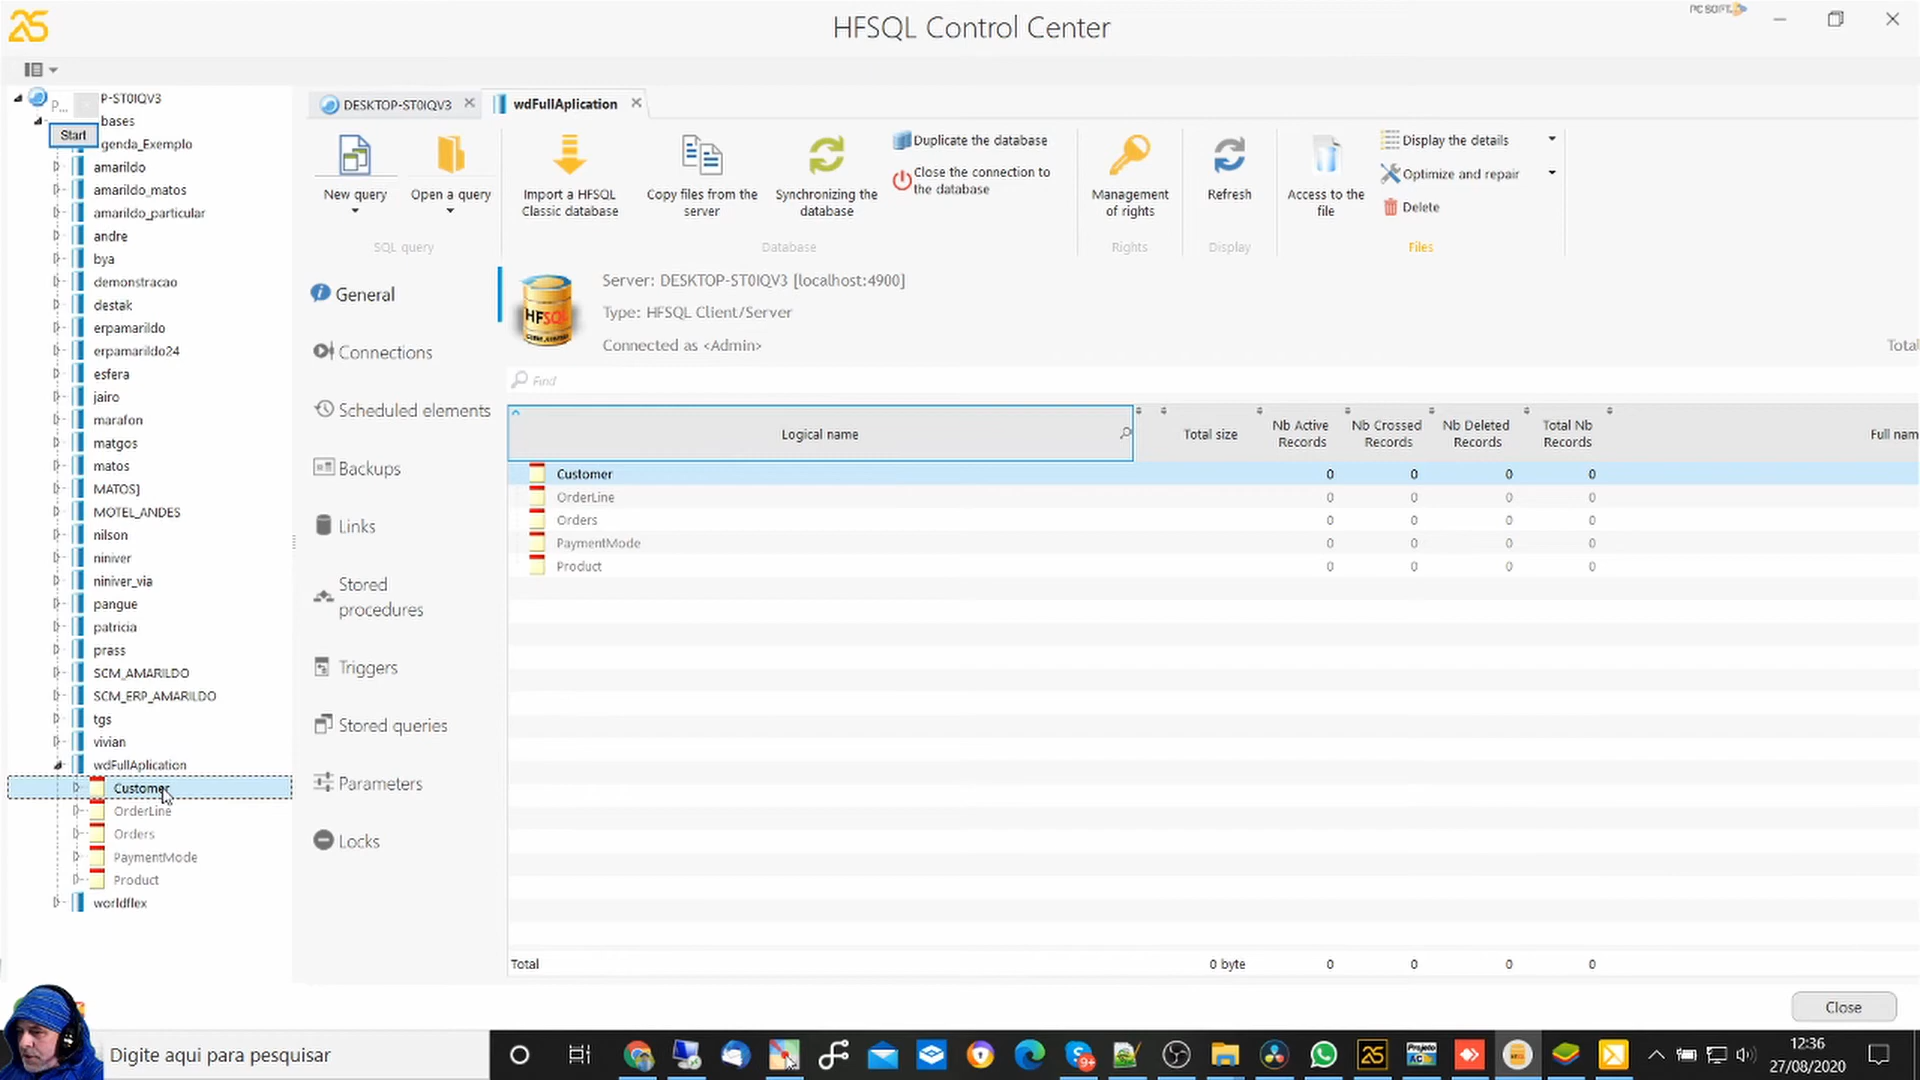 HFSQL Control Center
PC SOFT
P-ST0IQV3
P...
bases
Start
genda_Exemplo
amarildo
amarildo_matos
amarildo_particular
andre
bya
demonstracao
destak
erpamarildo
erpamarildo24
esfera
jairo
marafon
matgos
matos
MATOS]
MOTEL_ANDES
nilson
niniver
niniver_via
pangue
patricia
prass
SCM_AMARILDO
SCM_ERP_AMARILDO
tgs
vivian
wdFullAplication
Customer
OrderLine
Orders
PaymentMode
Product
worldflex
DESKTOP-ST0IQV3
wdFullAplication
New query
Open a query
SQL query
Import a HFSQL
Classic database
Copy files from the
server
Synchronizing the
database
Duplicate the database
Close the connection to
the database
Database
Management
of rights
Rights
Refresh
Display
Access to the
file
Display the details
Optimize and repair
Delete
Files
General
Connections
Scheduled elements
Backups
Links
Stored
procedures
Triggers
Stored queries
Parameters
Locks
HFSQL
Server: DESKTOP-ST0IQV3 [localhost:4900]
Type: HFSQL Client/Server
Connected as <Admin>
Total
Find
Logical name Total size Nb Active Records Nb Crossed Records Nb Deleted Records Total Nb Records Full nam
Customer 0 0 0 0
OrderLine 0 0 0 0
Orders 0 0 0 0
PaymentMode 0 0 0 0
Product 0 0 0 0
Total 0 byte 0 0 0 0
Close
Digite aqui para pesquisar
12:36
27/08/2020